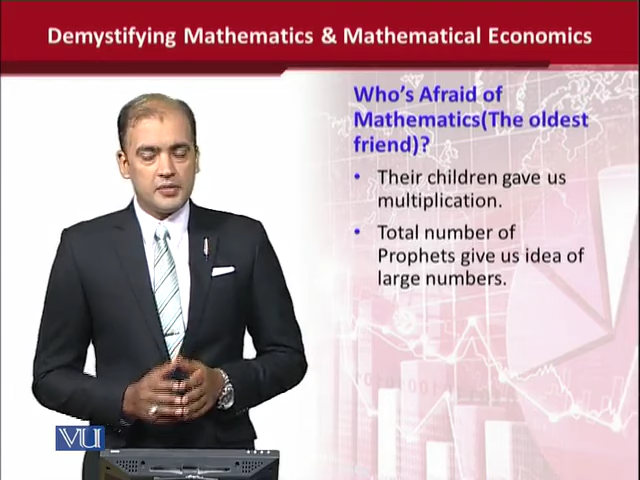 Demystifying Mathematics & Mathematical Economics
Who's Afraid of
Mathematics(The oldest
friend)?
• Their children gave us
multiplication.
• Total number of
Prophets give us idea of
large numbers.
VU